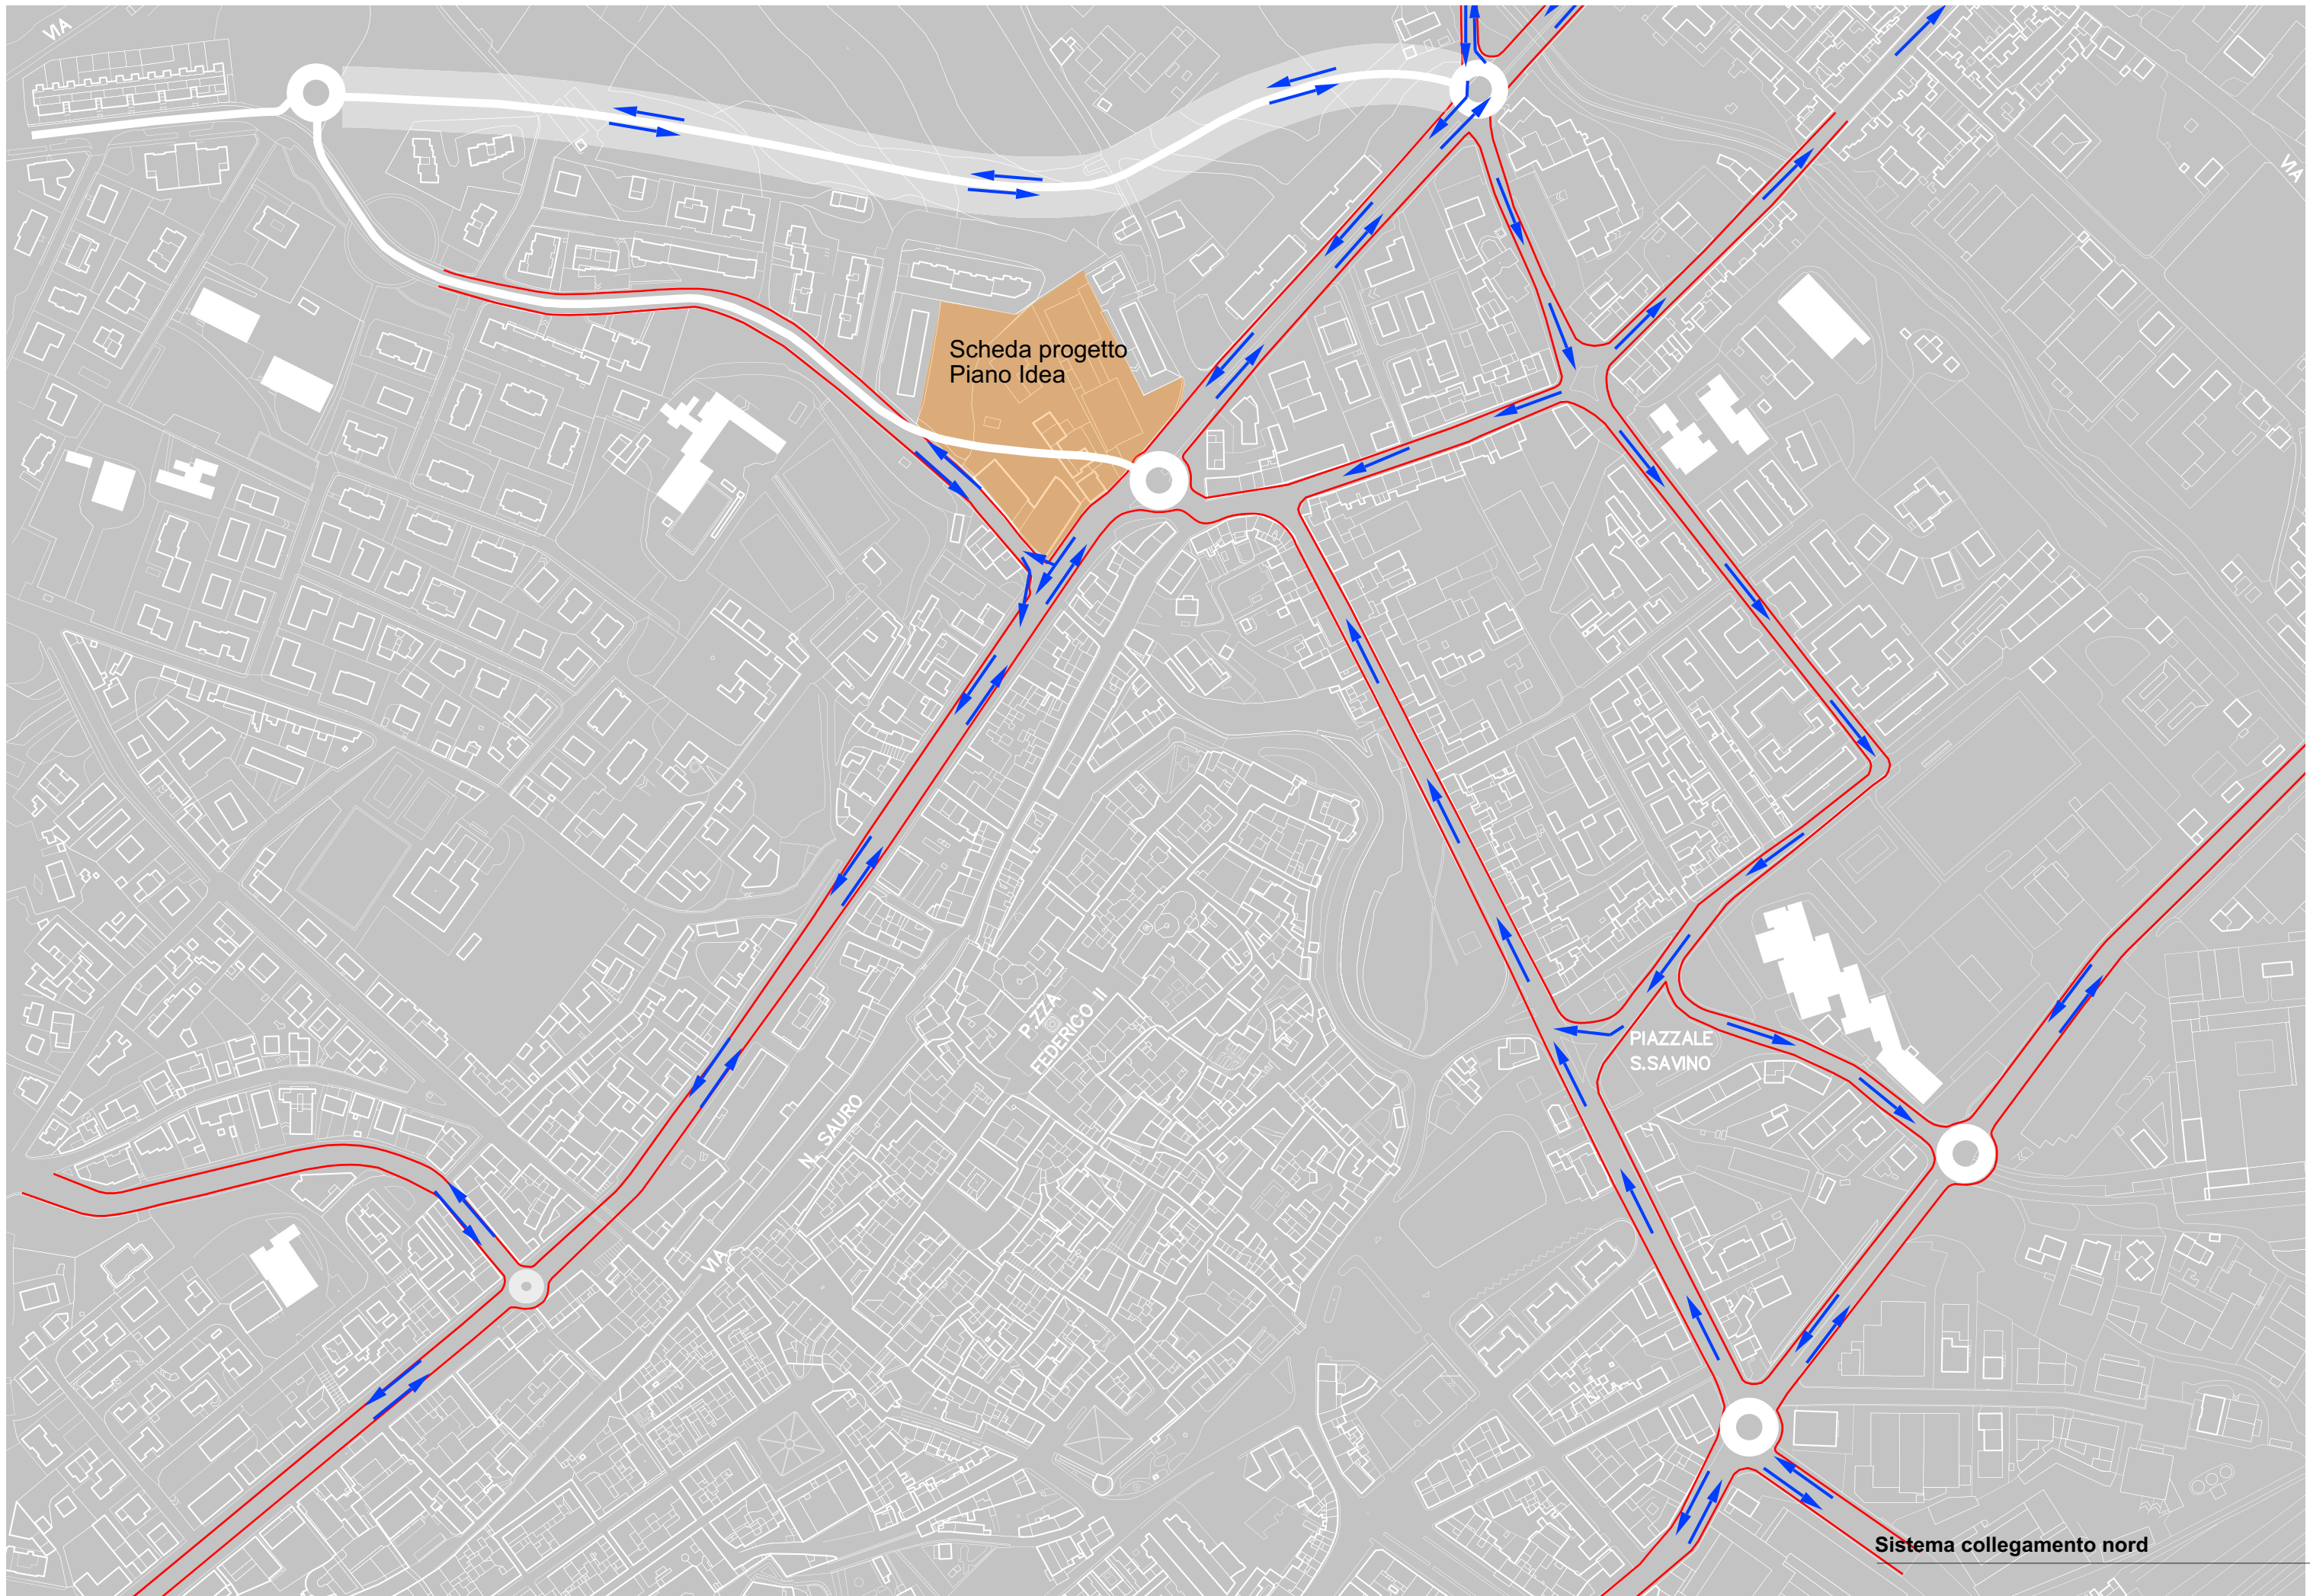 VIA
VIA
Scheda progetto
Piano Idea
P.ZZA
FEDERICO II
PIAZZALE
S.SAVINO
N. SAURO
VIA
Sistema collegamento nord